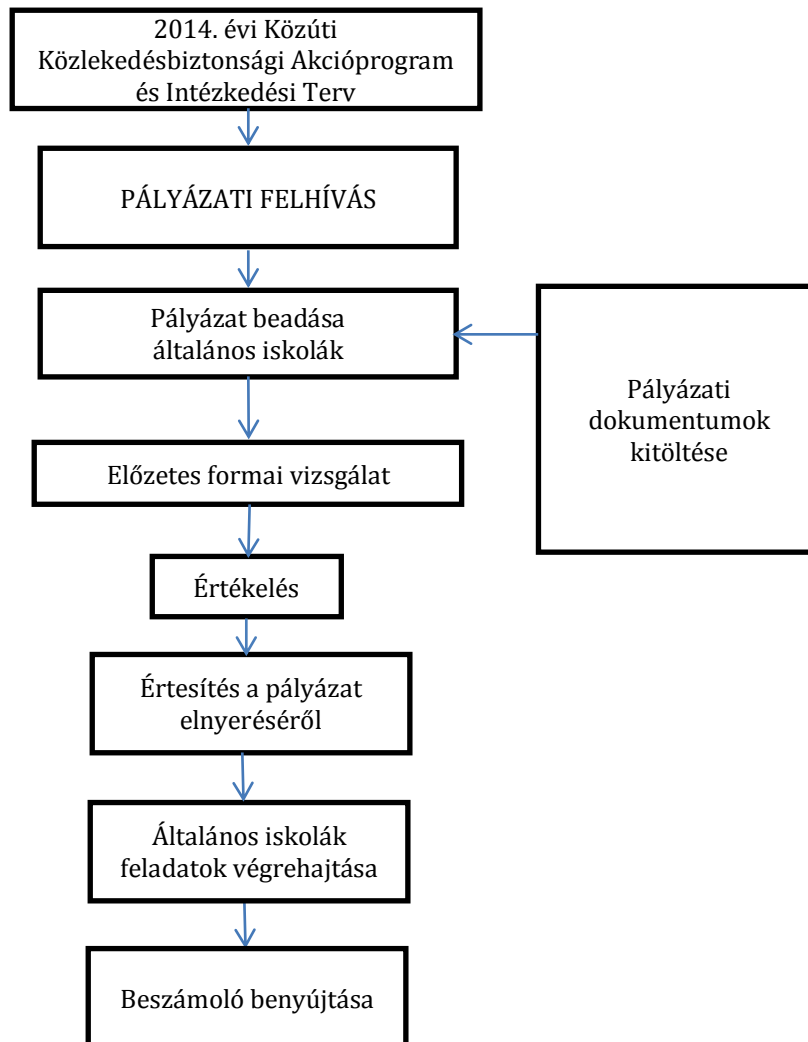 2014. évi Közúti
Közlekedésbiztonsági Akcióprogram
és Intézkedési Terv
PÁLYÁZATI FELHÍVÁS
Pályázat beadása
általános iskolák
Pályázati
dokumentumok
kitöltése
Előzetes formai vizsgálat
Értékelés
Értesítés a pályázat
elnyeréséről
Általános iskolák
feladatok végrehajtása
Beszámoló benyújtása